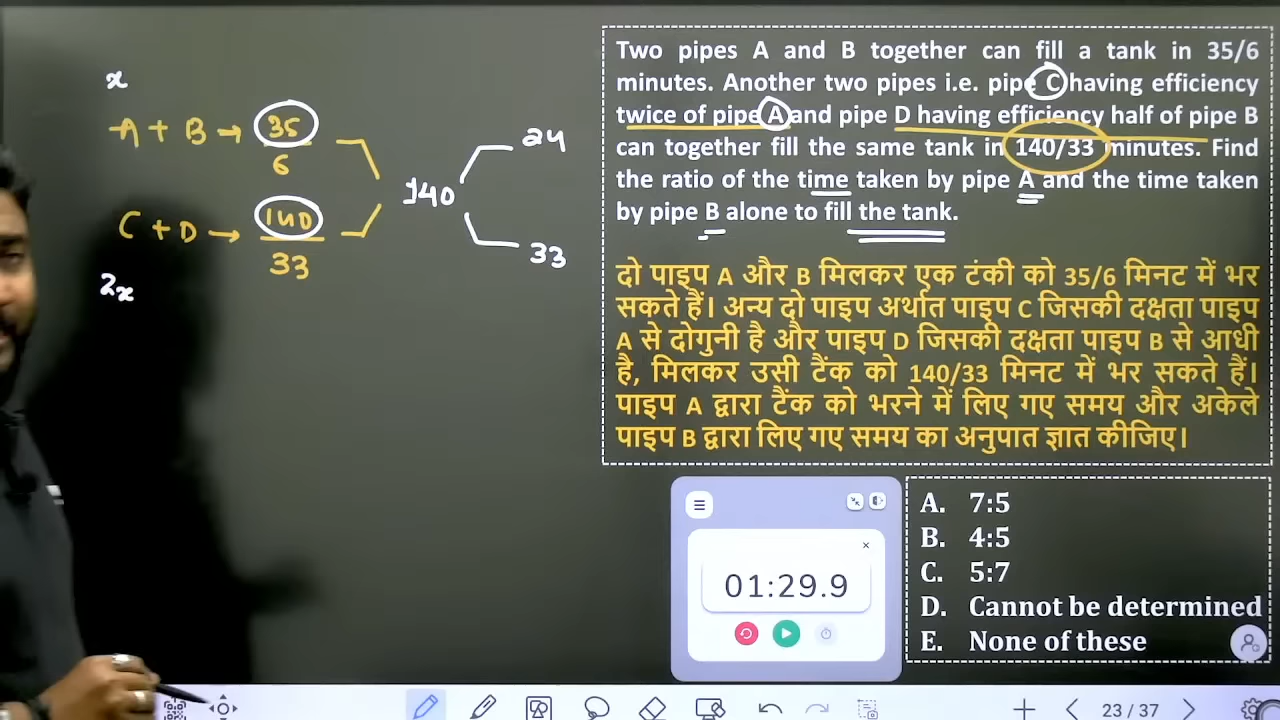 x
A + B → 35
6
C + D → 140
33
2x
140
24
33
Two pipes A and B together can fill a tank in 35/6
minutes. Another two pipes i.e. pipe C having efficiency
twice of pipe A and pipe D having efficiency half of pipe B
can together fill the same tank in 140/33 minutes. Find
the ratio of the time taken by pipe A and the time taken
by pipe B alone to fill the tank.
दो पाइप A और B मिलकर एक टंकी को 35/6 मिनट में भर
सकते हैं। अन्य दो पाइप अर्थात पाइप C जिसकी दक्षता पाइप
A से दोगुनी है और पाइप D जिसकी दक्षता पाइप B से आधी
है, मिलकर उसी टैंक को 140/33 मिनट में भर सकते हैं।
पाइप A द्वारा टैंक को भरने में लिए गए समय और अकेले
पाइप B द्वारा लिए गए समय का अनुपात ज्ञात कीजिए।
01:29.9
A. 7:5
B. 4:5
C. 5:7
D. Cannot be determined
E. None of these
23 / 37